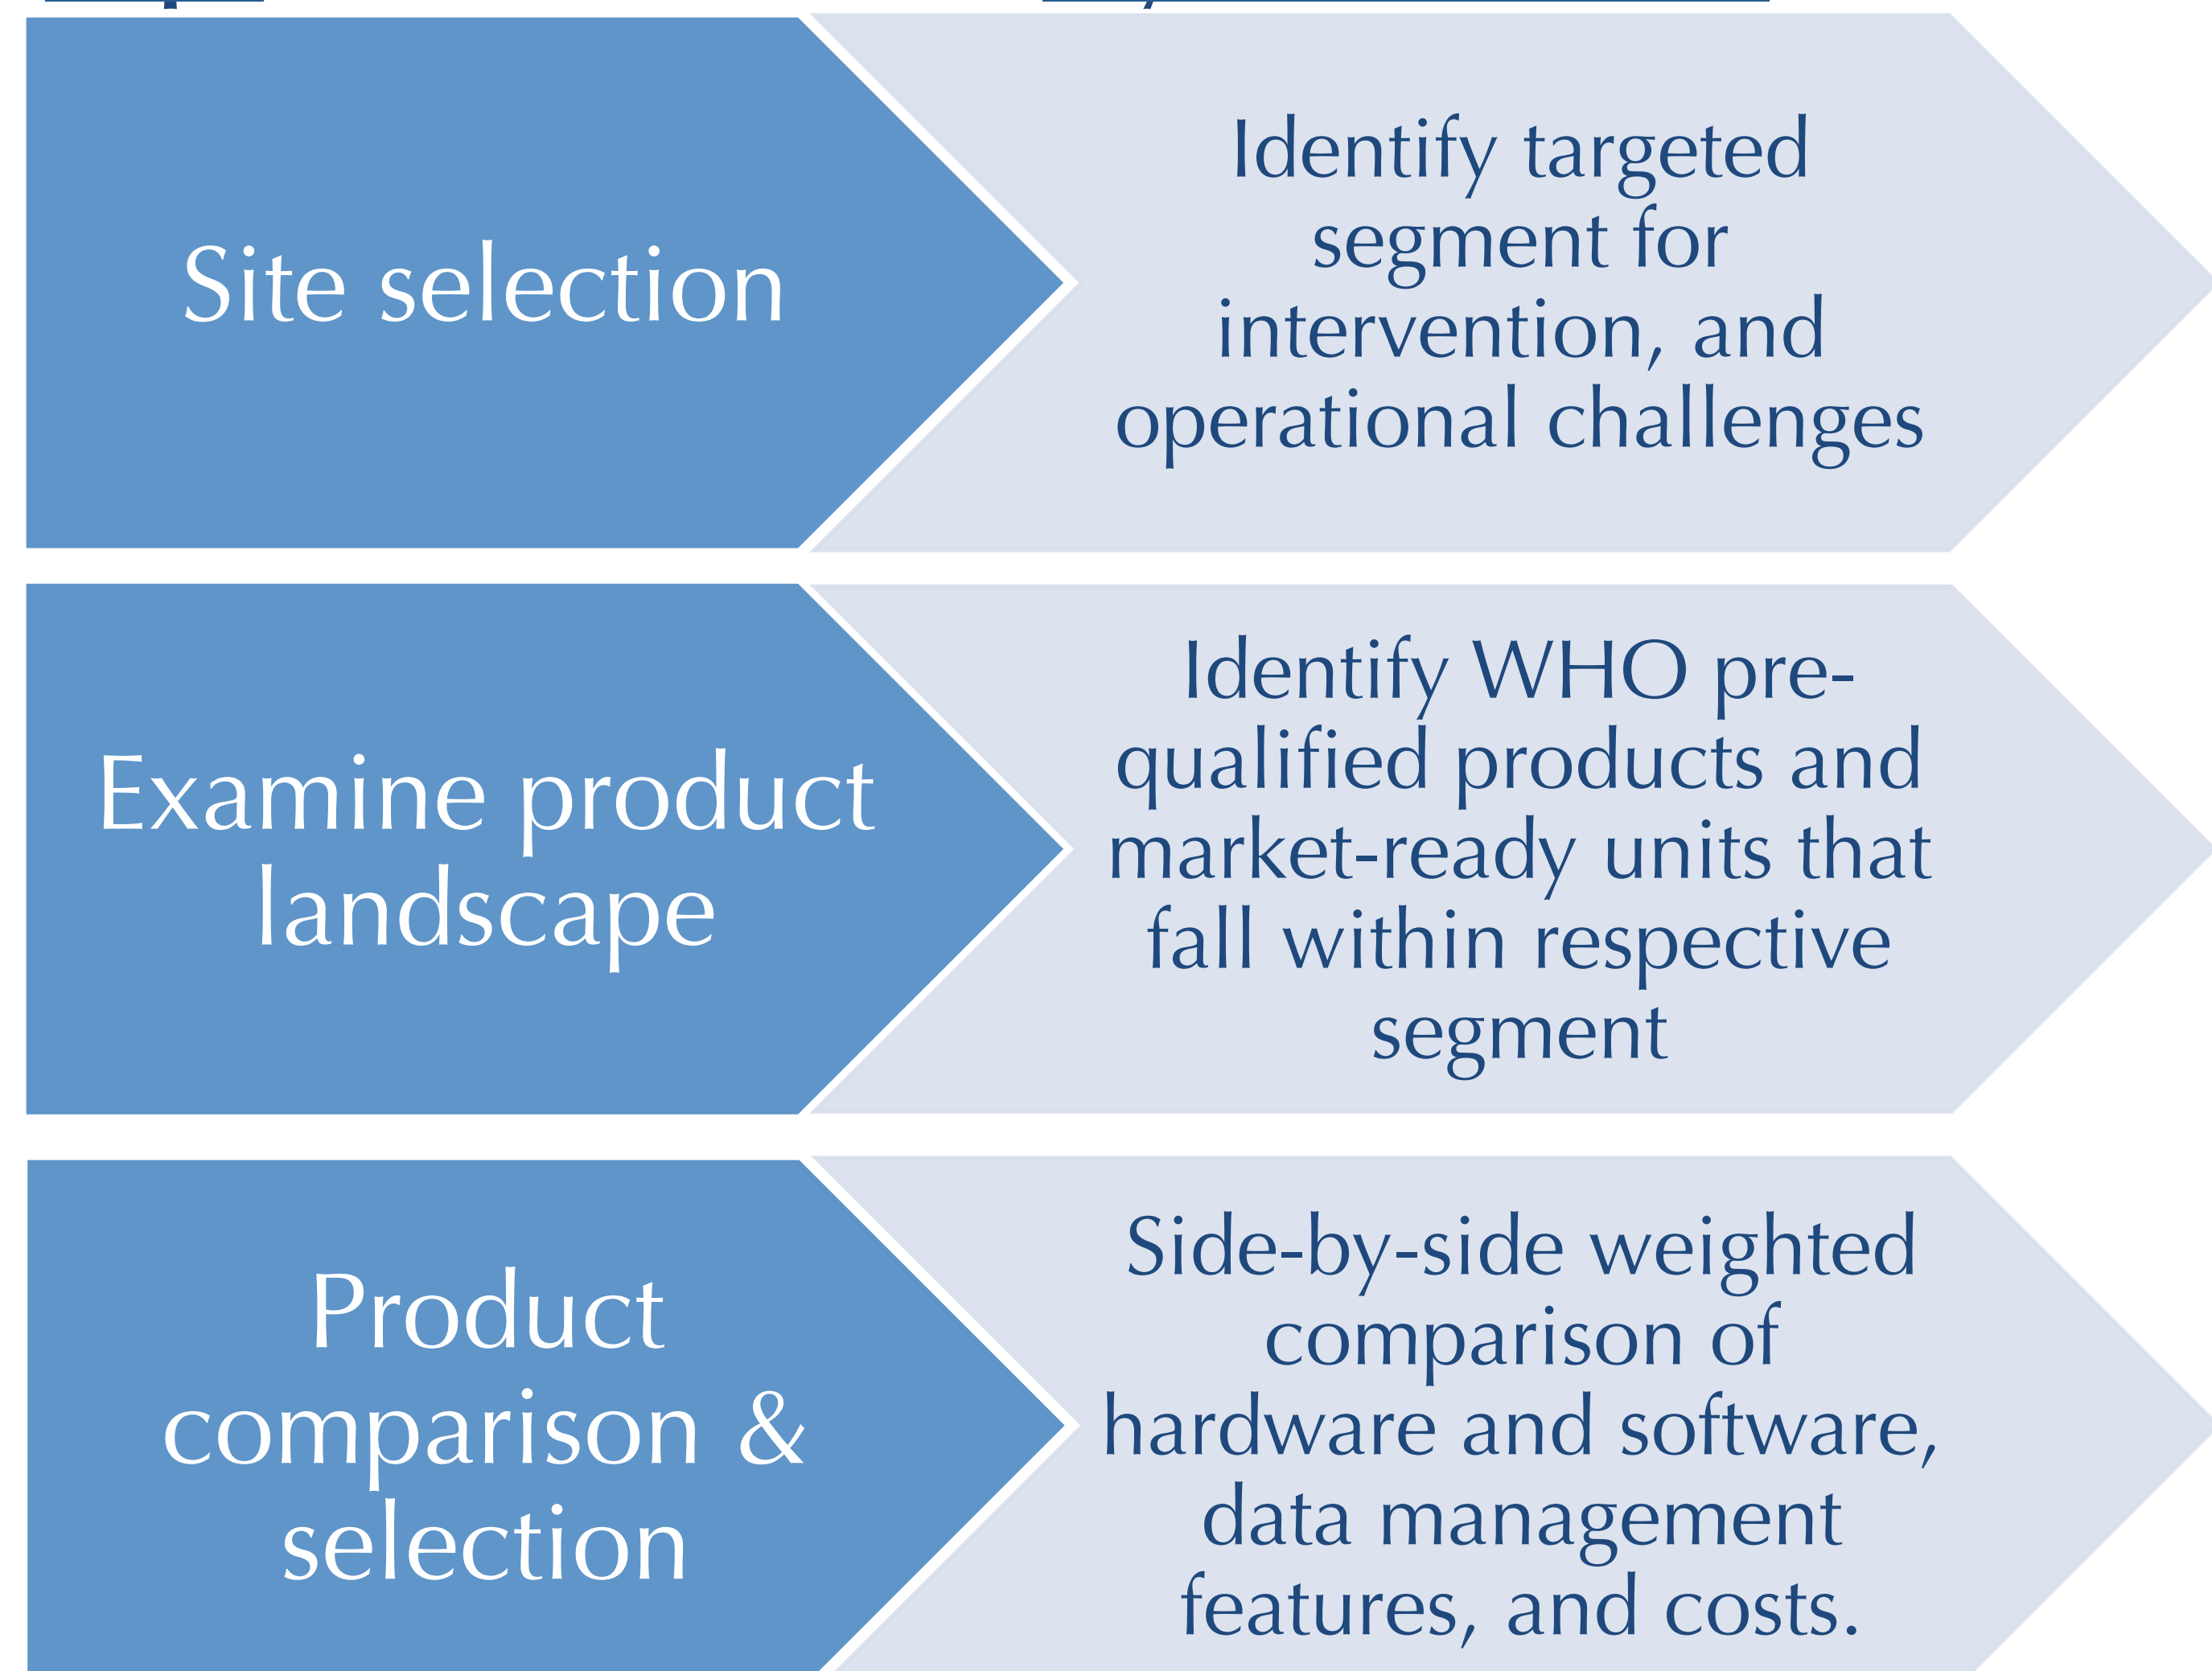 Site selection
Identify targeted
segment for
intervention, and
operational challenges
Examine product
landscape
Identify WHO pre-
qualified products and
market-ready units that
fall within respective
segment
Product
comparison &
selection
Side-by-side weighted
comparison of
hardware and software,
data management
features, and costs.